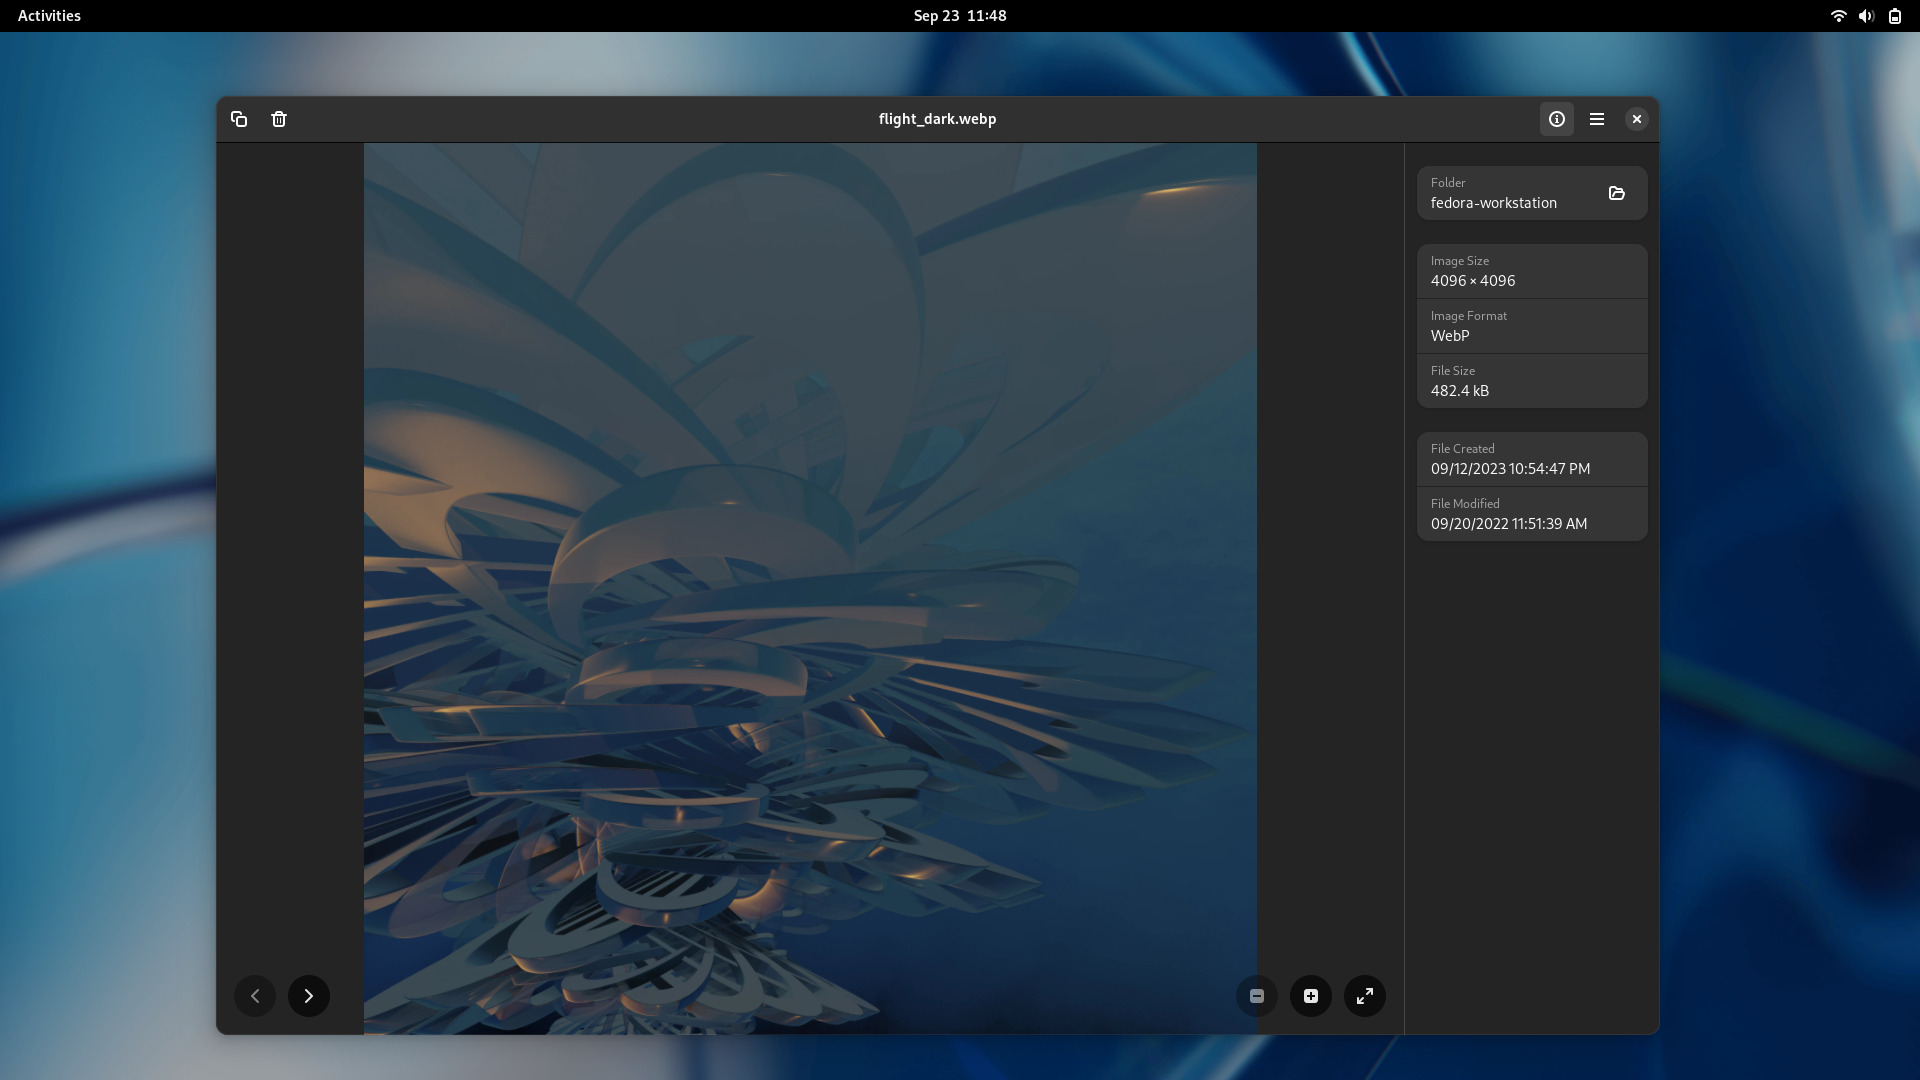 Activities
Sep 23 11:48
flight_dark.webp
Folder
fedora-workstation
Image Size
4096 × 4096
Image Format
WebP
File Size
482.4 kB
File Created
09/12/2023 10:54:47 PM
File Modified
09/20/2022 11:51:39 AM